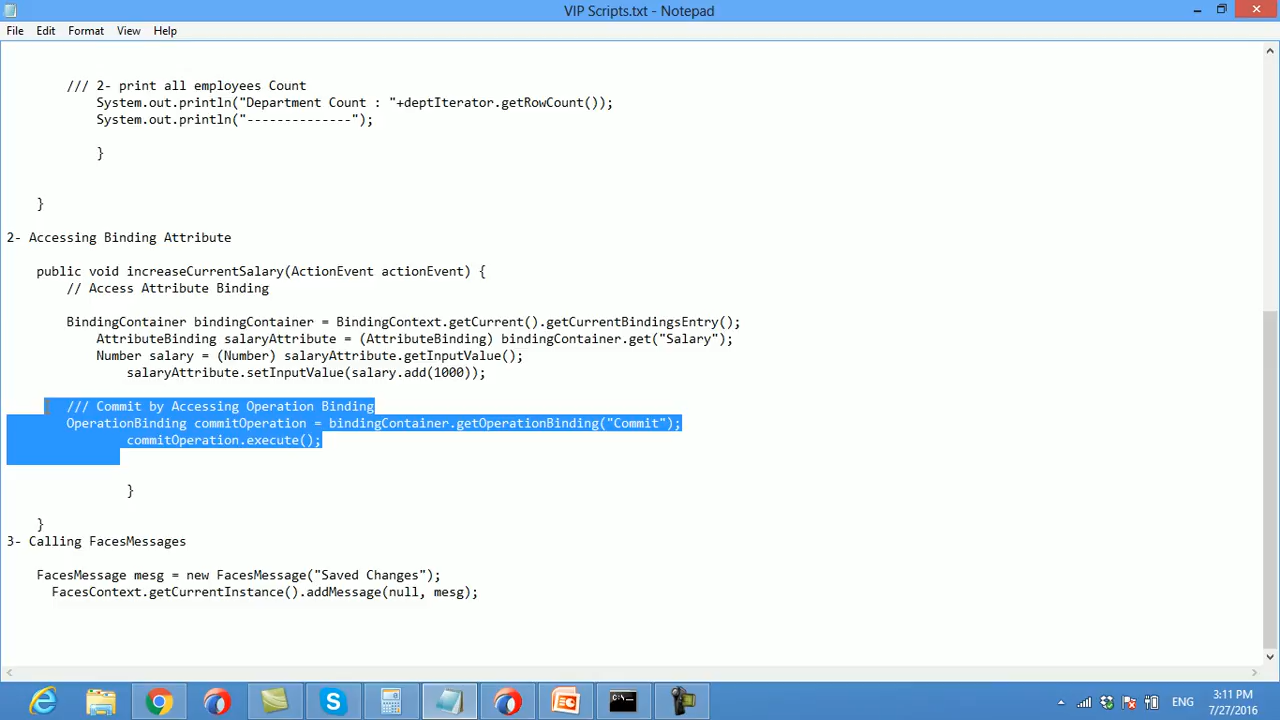 VIP Scripts.txt - Notepad
File Edit Format View Help
/// 2- print all employees Count
System.out.println("Department Count : "+deptIterator.getRowCount());
System.out.println("--------------");
}
}
2- Accessing Binding Attribute
public void increaseCurrentSalary(ActionEvent actionEvent) {
// Access Attribute Binding
BindingContainer bindingContainer = BindingContext.getCurrent().getCurrentBindingsEntry();
AttributeBinding salaryAttribute = (AttributeBinding) bindingContainer.get("Salary");
Number salary = (Number) salaryAttribute.getInputValue();
salaryAttribute.setInputValue(salary.add(1000));
/// Commit by Accessing Operation Binding
OperationBinding commitOperation = bindingContainer.getOperationBinding("Commit");
commitOperation.execute();
}
}
3- Calling FacesMessages
FacesMessage mesg = new FacesMessage("Saved Changes");
FacesContext.getCurrentInstance().addMessage(null, mesg);
ENG
3:11 PM
7/27/2016